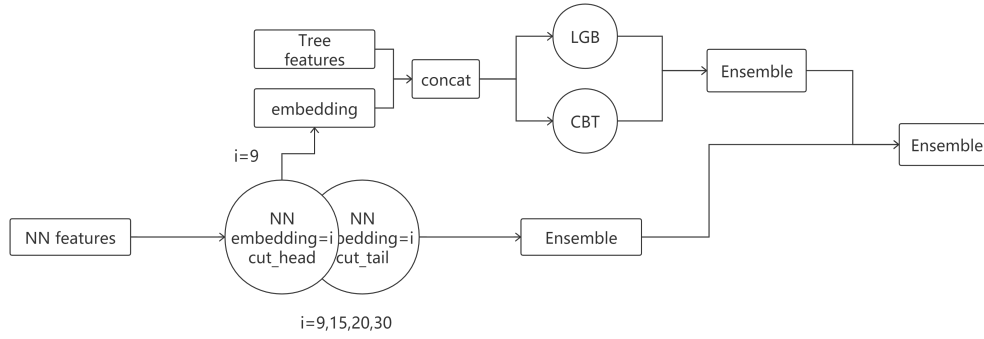 Tree
features
embedding
concat
LGB
CBT
Ensemble
Ensemble
i=9
NN features
NN
embedding=i
cut_head
NN
bedding=i
cut_tail
Ensemble
i=9,15,20,30